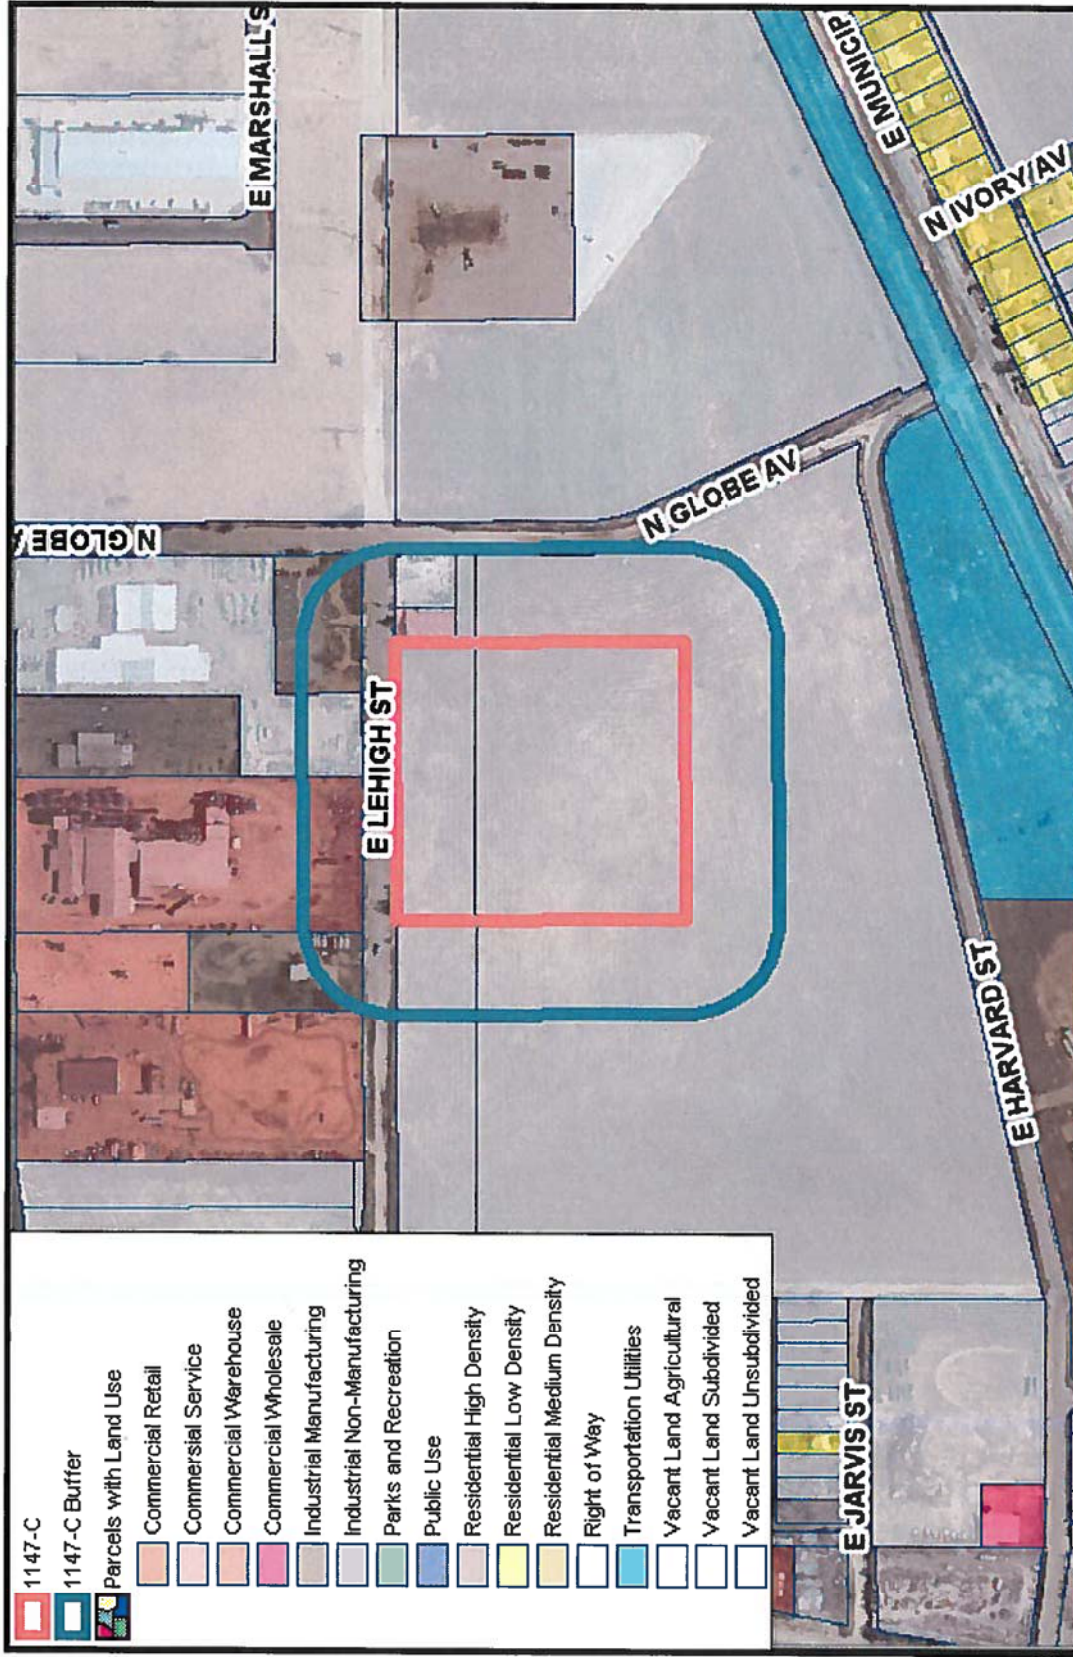 1147-C
1147-C Buffer
Parcels with Land Use
Commercial Retail
Commersial Service
Commercial Warehouse
Commercial Wholesale
Industrial Manufacturing
Industrial Non-Manufacturing
Parks and Recreation
Public Use
Residential High Density
Residential Low Density
Residential Medium Density
Right of Way
Transportation Utilities
Vacant Land Agricultural
Vacant Land Subdivided
Vacant Land Unsubdivided
E JARVIS ST
E HARVARD ST
E LEHIGH ST
N GLOBE A
N GLOBE AV
E MARSHALL S
E MUNICIP
N IVORY AV